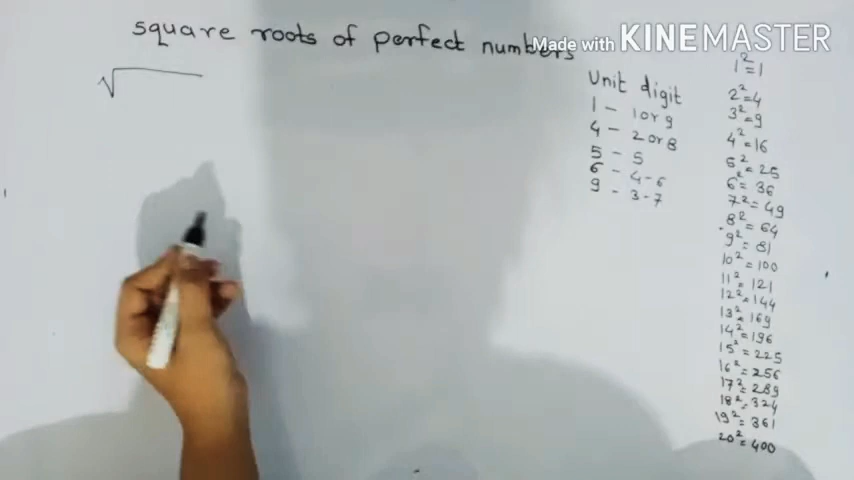 square roots of perfect numbers
Made with KINEMASTER
√
Unit digit
1 - 1 or 9
4 - 2 or 8
5 - 5
6 - 4-6
9 - 3-7
1² = 1
2² = 4
3² = 9
4² = 16
5² = 25
6² = 36
7² = 49
8² = 64
9² = 81
10² = 100
11² = 121
12² = 144
13² = 169
14² = 196
15² = 225
16² = 256
17² = 289
18² = 324
19² = 361
20² = 400